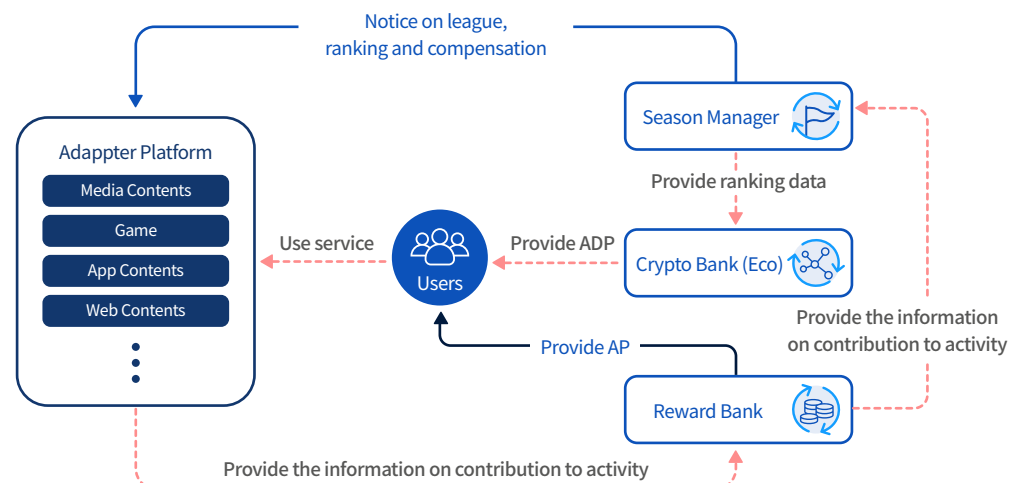 Notice on league,
ranking and compensation
Season Manager
Adappter Platform
Media Contents
Game
App Contents
Web Contents
Provide ranking data
Use service
Users
Provide ADP
Crypto Bank (Eco)
Provide the information
on contribution to activity
Provide AP
Reward Bank
Provide the information on contribution to activity